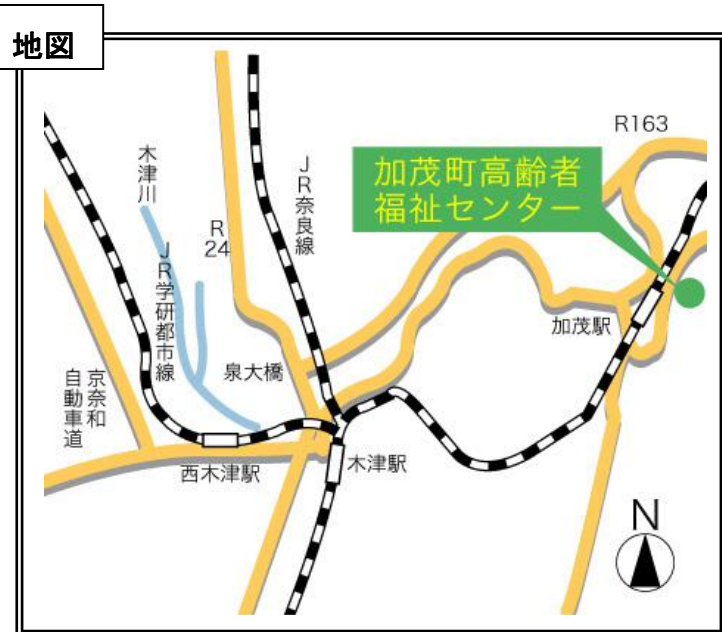 地図
R163
加茂町高齢者
福祉センター
木津川
JR奈良線
R
24
JR学研都市線
加茂駅
泉大橋
京奈和
自動車道
西木津駅
木津駅
N